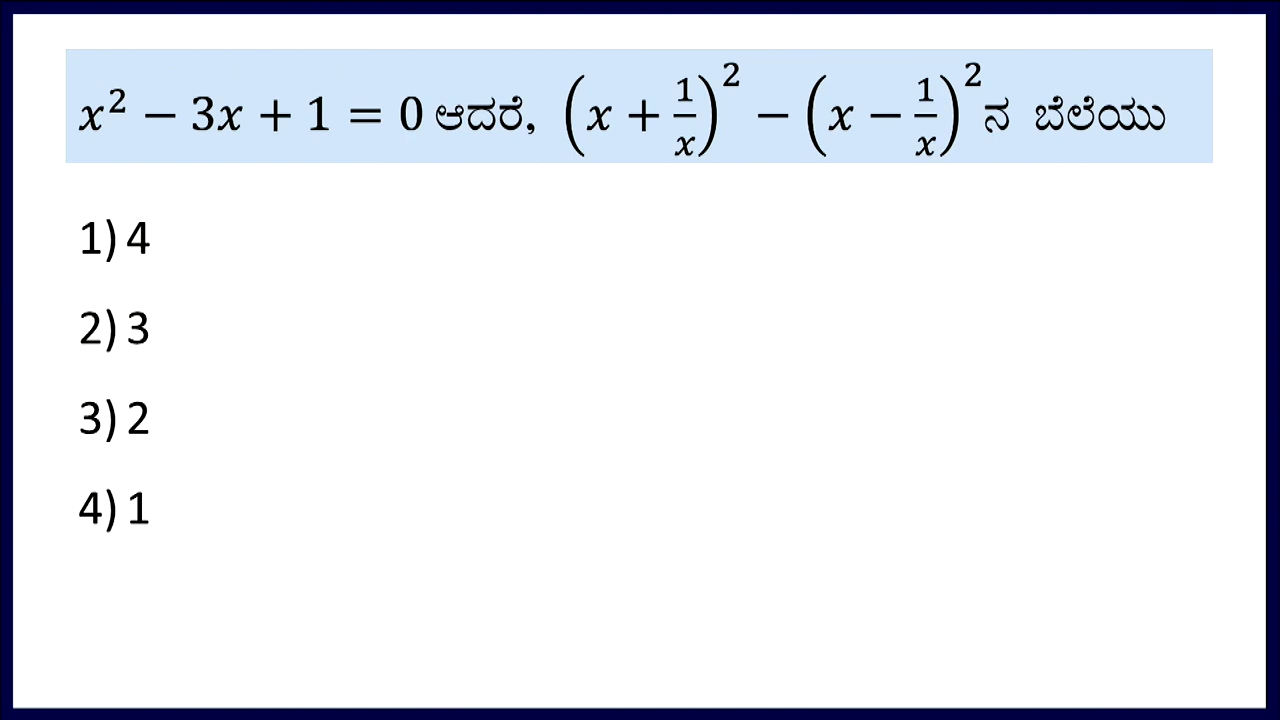 x² − 3x + 1 = 0 ಆದರೆ, (x + 1/x)² − (x − 1/x)² ನ ಬೆಲೆಯು
1) 4
2) 3
3) 2
4) 1